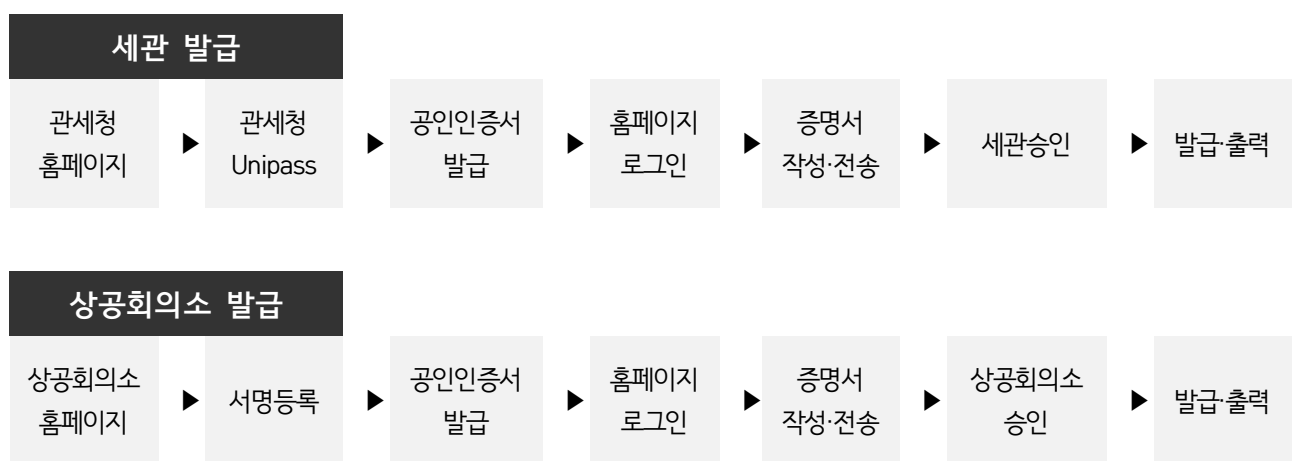 세관 발급
관세청
홈페이지
▶
관세청
Unipass
▶
공인인증서
발급
▶
홈페이지
로그인
▶
증명서
작성·전송
▶
세관승인
▶
발급·출력
상공회의소 발급
상공회의소
홈페이지
▶
서명등록
▶
공인인증서
발급
▶
홈페이지
로그인
▶
증명서
작성·전송
▶
상공회의소
승인
▶
발급·출력